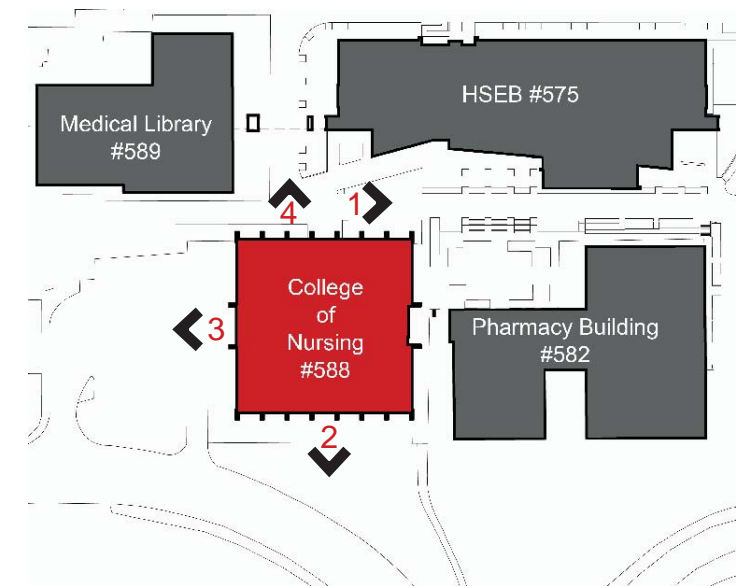 HSEB #575
Medical Library
#589
1
4
College
of
Nursing
#588
3
Pharmacy Building
#582
2